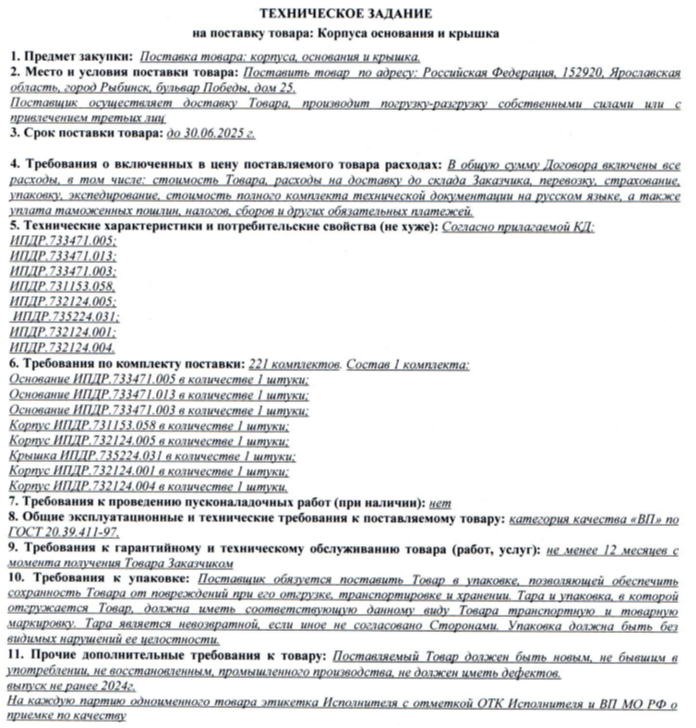 ТЕХНИЧЕСКОЕ ЗАДАНИЕ
на поставку товара: Корпуса основания и крышка
1. Предмет закупки: Поставка товара: корпуса, основания и крышка.
2. Место и условия поставки товара: Поставить товар по адресу: Российская Федерация, 152920, Ярославская
область, город Рыбинск, бульвар Победы, дом 25.
Поставщик осуществляет доставку Товара, производит погрузку-разгрузку собственными силами или с
привлечением третьих лиц
3. Срок поставки товара: до 30.06.2025 г.
4. Требования о включенных в цену поставляемого товара расходах: В общую сумму Договора включены все
расходы, в том числе: стоимость Товара, расходы на доставку до склада Заказчика, перевозку, страхование,
упаковку, экспедирование, стоимость полного комплекта технической документации на русском языке, а также
уплата таможенных пошлин, налогов, сборов и других обязательных платежей.
5. Технические характеристики и потребительские свойства (не хуже): Согласно прилагаемой КД:
ИПДР.733471.005;
ИПДР.733471.013;
ИПДР.733471.003;
ИПДР.731153.058,
ИПДР.732124.005;
ИПДР.735224.031;
ИПДР.732124.001;
ИПДР.732124.004.
6. Требования по комплекту поставки: 221 комплектов. Состав 1 комплекта:
Основание ИПДР.733471.005 в количестве 1 штуки;
Основание ИПДР.733471.013 в количестве 1 штуки;
Основание ИПДР.733471.003 в количестве 1 штуки;
Корпус ИПДР.731153.058 в количестве 1 штуки;
Корпус ИПДР.732124.005 в количестве 1 штуки;
Крышка ИПДР.735224.031 в количестве 1 штуки;
Корпус ИПДР.732124.001 в количестве 1 штуки;
Корпус ИПДР.732124.004 в количестве 1 штуки.
7. Требования к проведению пусконаладочных работ (при наличии): нет
8. Общие эксплуатационные и технические требования к поставляемому товару: категория качества «ВП» по
ГОСТ 20.39.411-97.
9. Требования к гарантийному и техническому обслуживанию товара (работ, услуг): не менее 12 месяцев с
момента получения Товара Заказчиком
10. Требования к упаковке: Поставщик обязуется поставить Товар в упаковке, позволяющей обеспечить
сохранность Товара от повреждений при его отгрузке, транспортировке и хранении. Тара и упаковка, в которой
отгружается Товар, должна иметь соответствующую данному виду Товара транспортную и товарную
маркировку. Тара является невозвратной, если иное не согласовано Сторонами. Упаковка должна быть без
видимых нарушений ее целостности.
11. Прочие дополнительные требования к товару: Поставляемый Товар должен быть новым, не бывшим в
употреблении, не восстановленным, промышленного производства, не должен иметь дефектов.
выпуск не ранее 2024г.
На каждую партию одноименного товара этикетка Исполнителя с отметкой ОТК Исполнителя и ВП МО РФ о
приемке по качеству